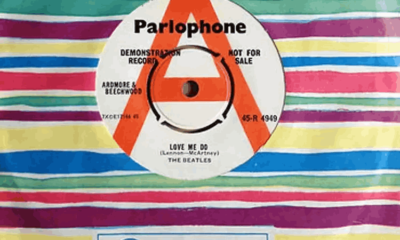 Parlophone
DEMONSTRATION NOT FOR
RECORD SALE
ARDMORE &
BEECHWOOD
45-R 4949
LOVE ME DO
(Lennon—McCartney)
THE BEATLES